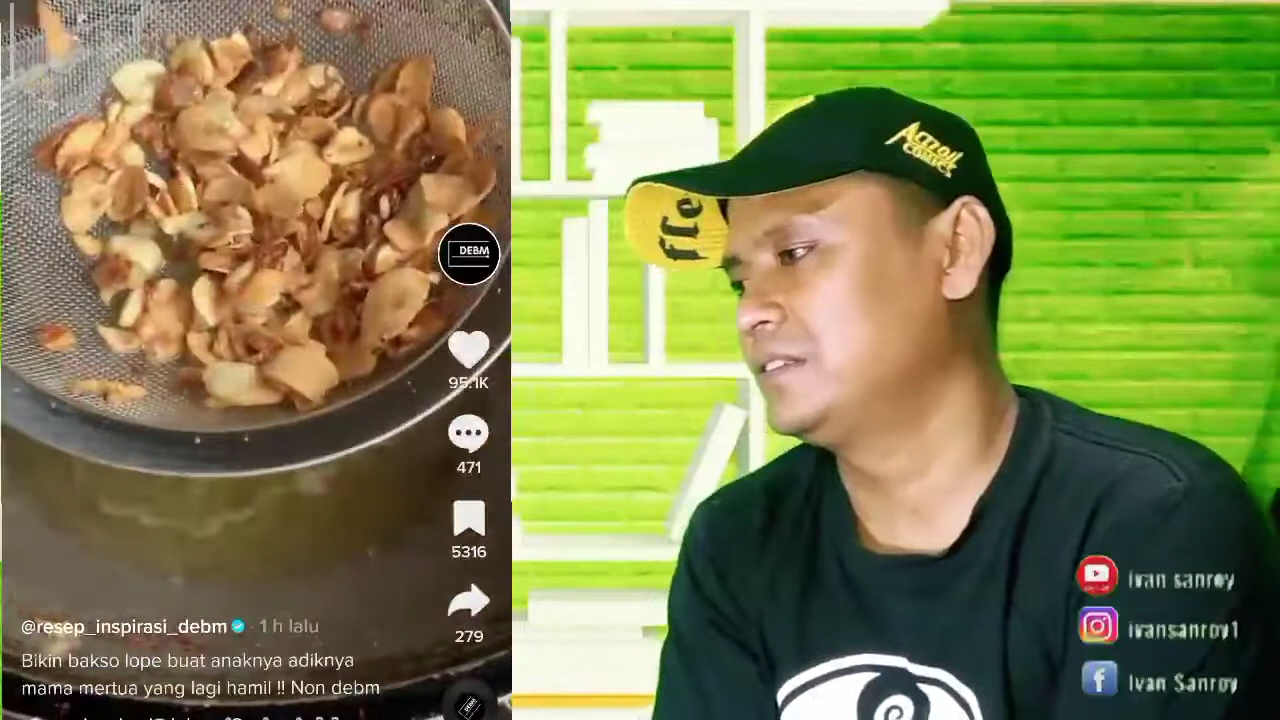 DEBM
95.1K
471
5316
279
@resep_inspirasi_debm · 1 h lalu
Bikin bakso lope buat anaknya adiknya
mama mertua yang lagi hamil !! Non debm
fle
ivan sanroy
ivansanroy1
Ivan Sanroy